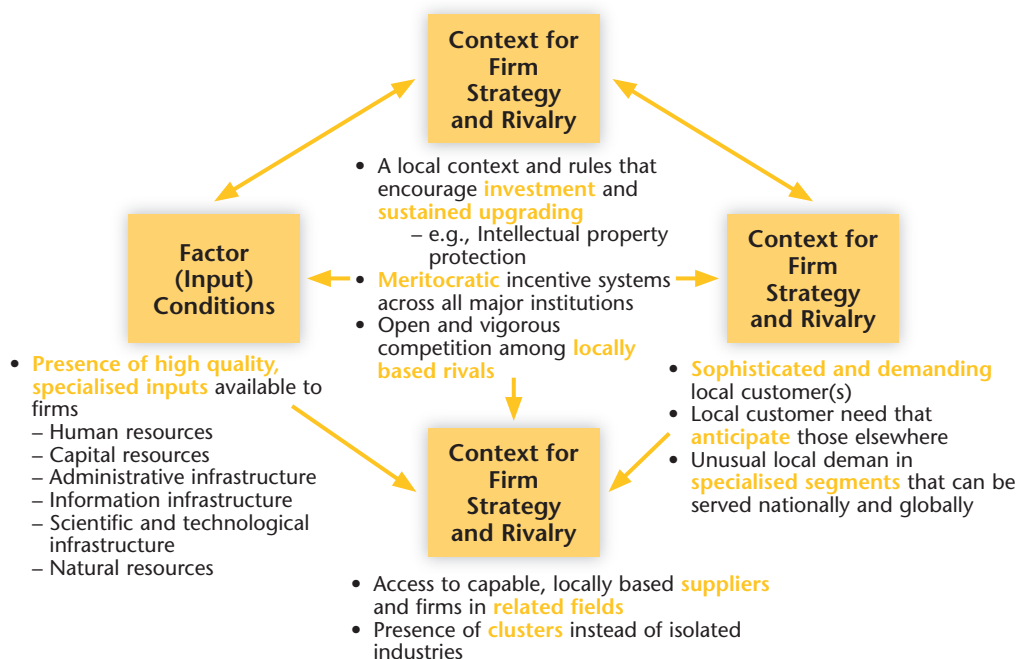 Context for
Firm
Strategy
and Rivalry
• A local context and rules that
encourage investment and
sustained upgrading
– e.g., Intellectual property
protection
• Meritocratic incentive systems
across all major institutions
• Open and vigorous
competition among locally
based rivals
Factor
(Input)
Conditions
• Presence of high quality,
specialised inputs available to
firms
– Human resources
– Capital resources
– Administrative infrastructure
– Information infrastructure
– Scientific and technological
infrastructure
– Natural resources
Context for
Firm
Strategy
and Rivalry
• Sophisticated and demanding
local customer(s)
• Local customer need that
anticipate those elsewhere
• Unusual local deman in
specialised segments that can be
served nationally and globally
Context for
Firm
Strategy
and Rivalry
• Access to capable, locally based suppliers
and firms in related fields
• Presence of clusters instead of isolated
industries